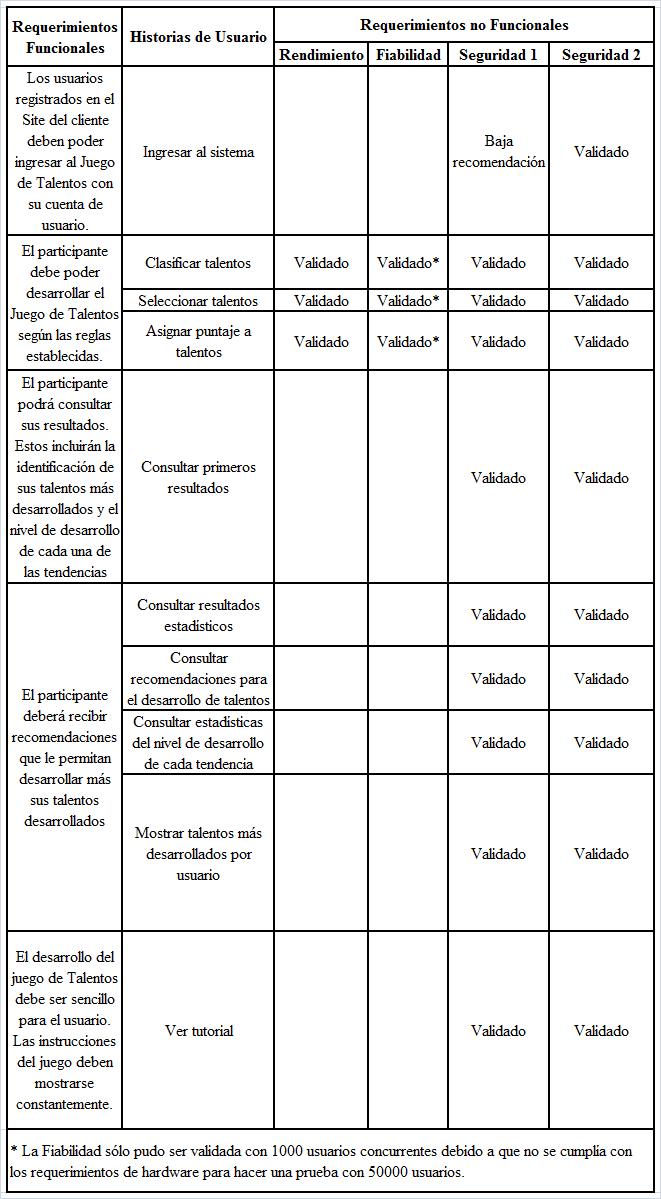 Requerimientos
Funcionales
Historias de Usuario
Requerimientos no Funcionales
Rendimiento
Fiabilidad
Seguridad 1
Seguridad 2
Los usuarios
registrados en el
Site del cliente
deben poder
ingresar al Juego
de Talentos con
su cuenta de
usuario.
Ingresar al sistema
Baja
recomendación
Validado
El participante
debe poder
desarrollar el
Juego de Talentos
según las reglas
establecidas.
Clasificar talentos
Validado
Validado*
Validado
Validado
Seleccionar talentos
Validado
Validado*
Validado
Validado
Asignar puntaje a
talentos
Validado
Validado*
Validado
Validado
El participante
podrá consultar
sus resultados.
Estos incluirán la
identificación de
sus talentos más
desarrollados y el
nivel de desarrollo
de cada una de
las tendencias
Consultar primeros
resultados
Validado
Validado
El participante
deberá recibir
recomendaciones
que le permitan
desarrollar más
sus talentos
desarrollados
Consultar resultados
estadísticos
Validado
Validado
Consultar
recomendaciones para
el desarrollo de talentos
Validado
Validado
Consultar estadísticas
del nivel de desarrollo
de cada tendencia
Validado
Validado
Mostrar talentos más
desarrollados por
usuario
Validado
Validado
El desarrollo del
juego de Talentos
debe ser sencillo
para el usuario.
Las instrucciones
del juego deben
mostrarse
constantemente.
Ver tutorial
Validado
Validado
* La Fiabilidad sólo pudo ser validada con 1000 usuarios concurrentes debido a que no se cumplía con
los requerimientos de hardware para hacer una prueba con 50000 usuarios.